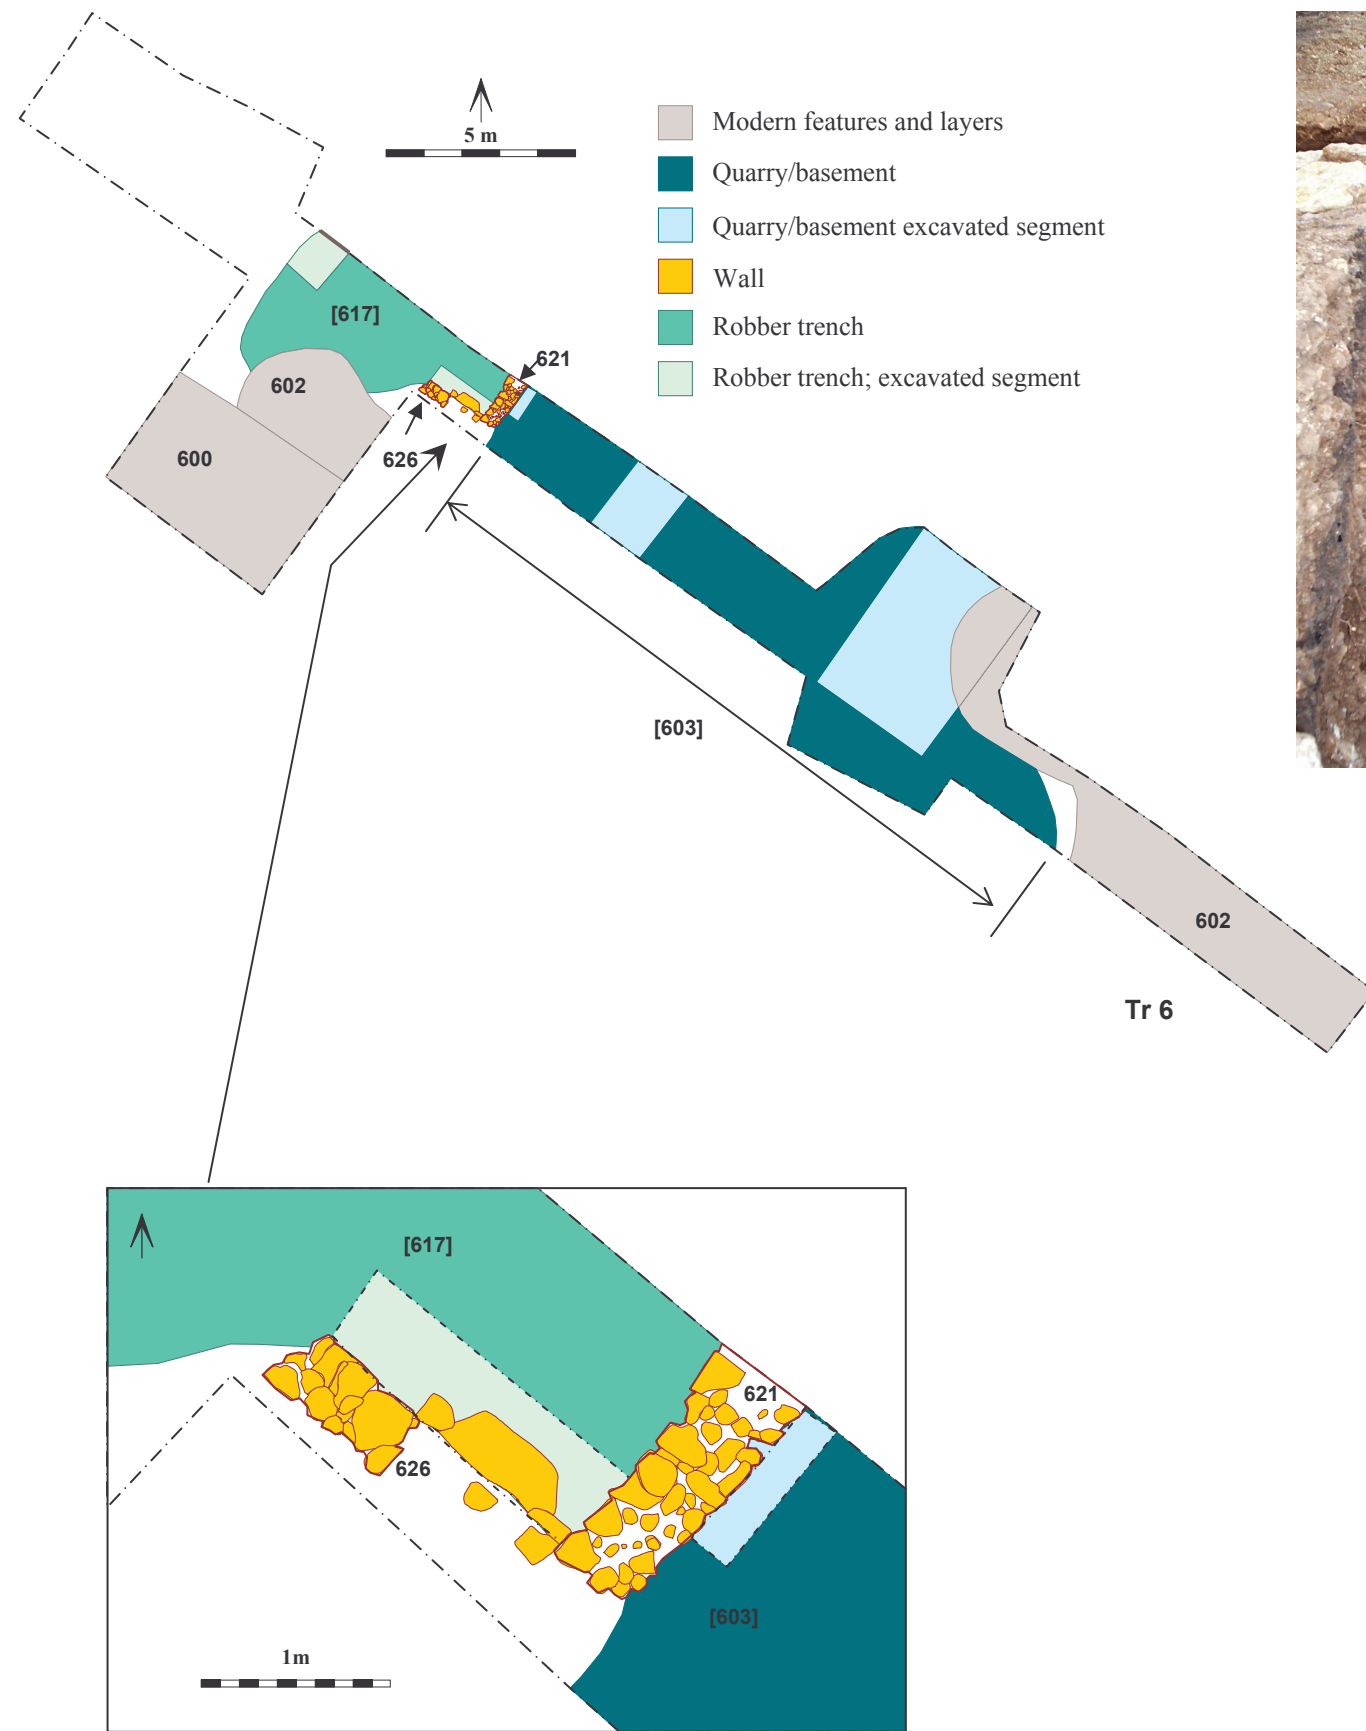 5 m
Modern features and layers
Quarry/basement
Quarry/basement excavated segment
Wall
Robber trench
Robber trench; excavated segment
[617]
621
602
626
600
[603]
602
Tr 6
[617]
621
626
[603]
1m